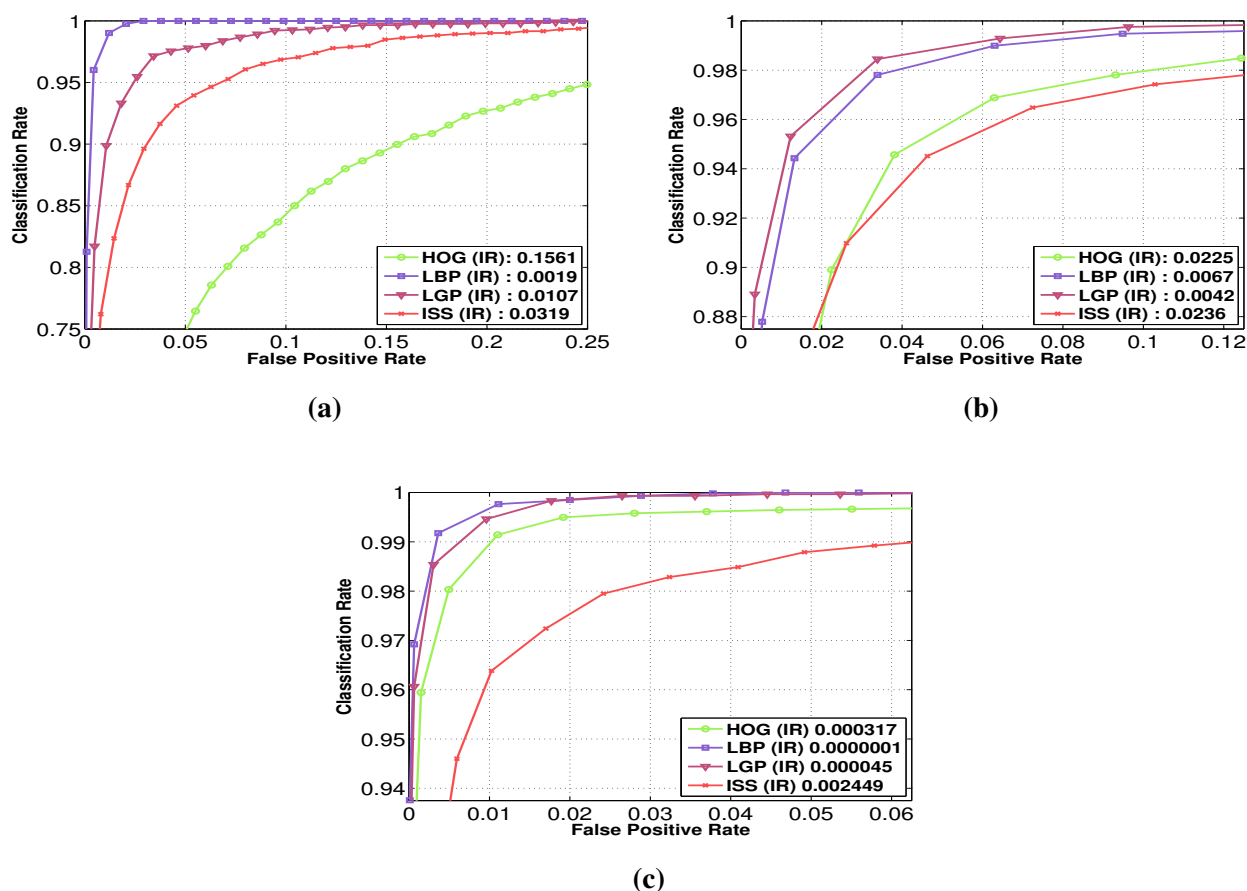 1
0.95
0.9
0.85
0.8
0.75
Classification Rate
HOG (IR): 0.1561
LBP (IR) : 0.0019
LGP (IR) : 0.0107
ISS (IR) : 0.0319
0 0.05 0.1 0.15 0.2 0.25
False Positive Rate
(a)
1
0.98
0.96
0.94
0.92
0.9
0.88
Classification Rate
HOG (IR): 0.0225
LBP (IR) : 0.0067
LGP (IR) : 0.0042
ISS (IR) : 0.0236
0 0.02 0.04 0.06 0.08 0.1 0.12
False Positive Rate
(b)
1
0.99
0.98
0.97
0.96
0.95
0.94
Classification Rate
HOG (IR) 0.000317
LBP (IR) 0.0000001
LGP (IR) 0.000045
ISS (IR) 0.002449
0 0.01 0.02 0.03 0.04 0.05 0.06
False Positive Rate
(c)